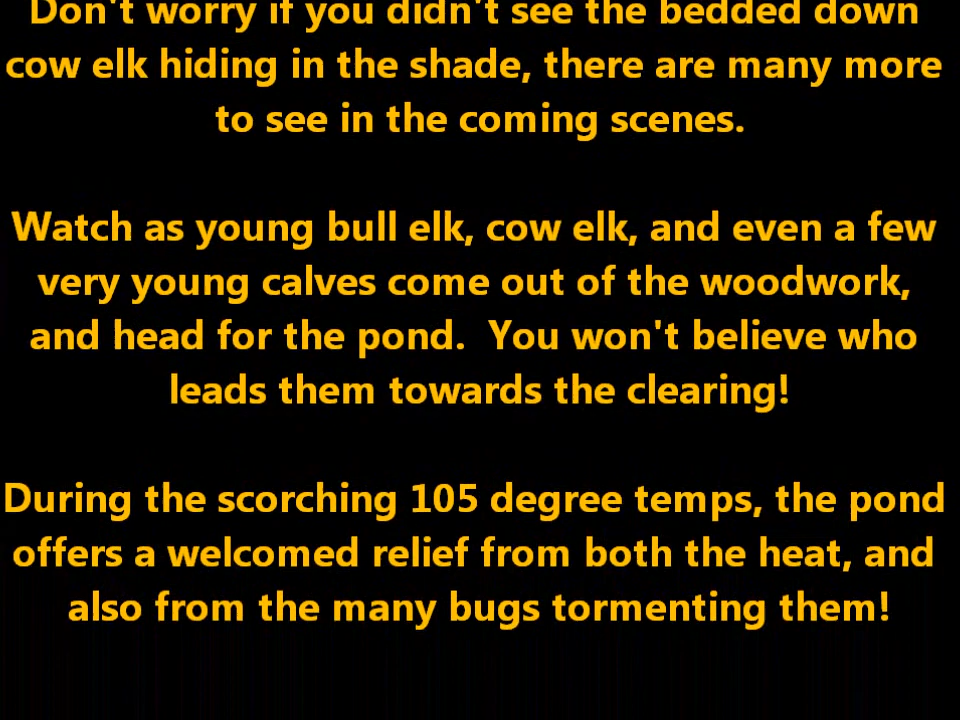 Don't worry if you didn't see the bedded down
cow elk hiding in the shade, there are many more
to see in the coming scenes.
Watch as young bull elk, cow elk, and even a few
very young calves come out of the woodwork,
and head for the pond.  You won't believe who
leads them towards the clearing!
During the scorching 105 degree temps, the pond
offers a welcomed relief from both the heat, and
also from the many bugs tormenting them!